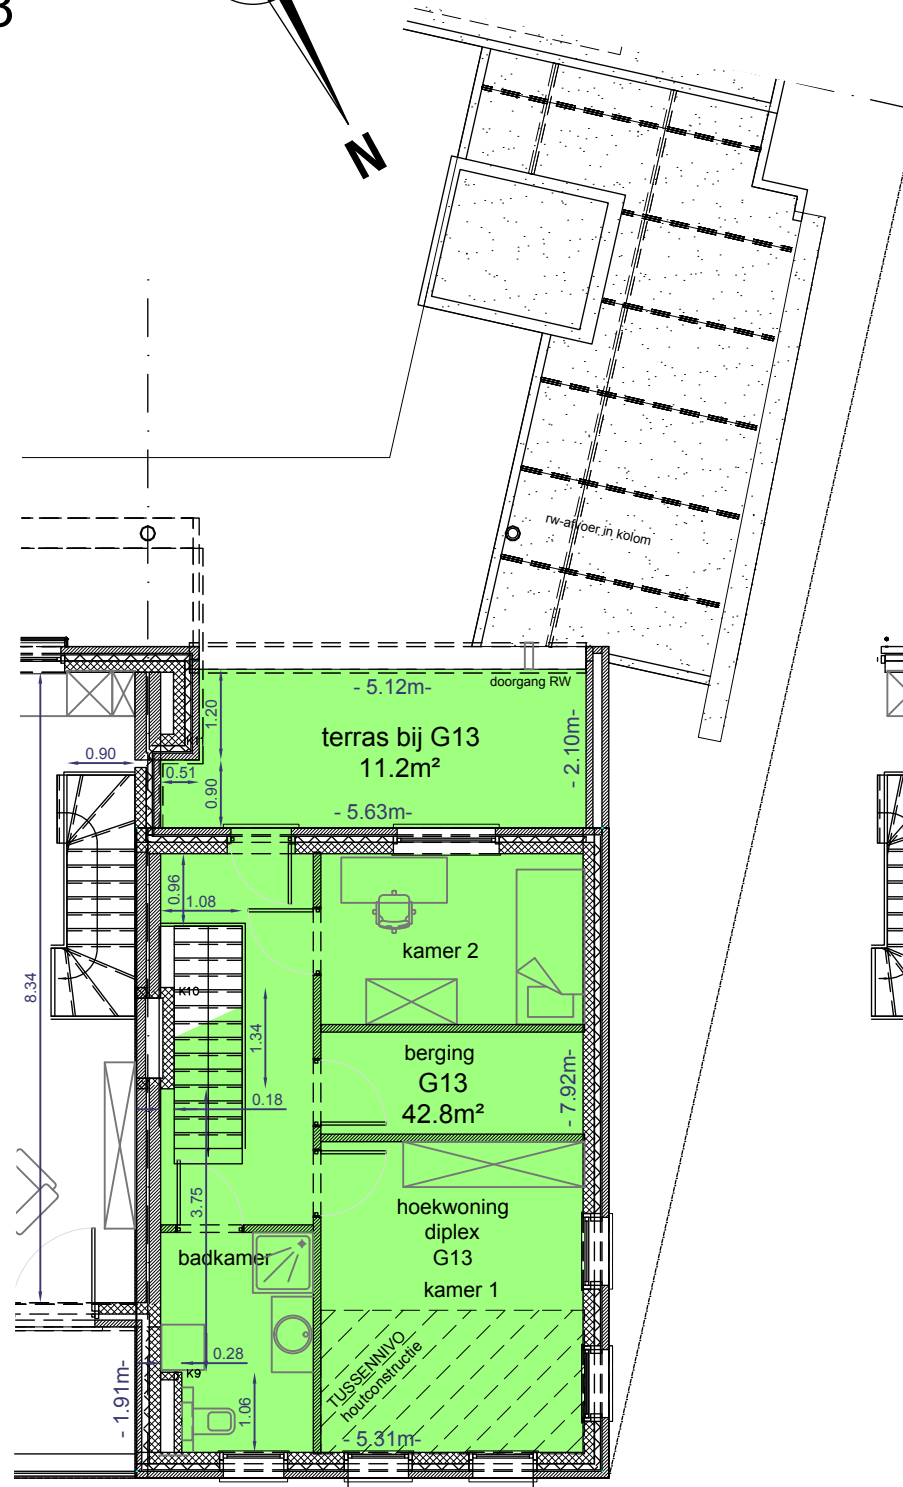 3
N
rw-afvoer in kolom
doorgang RW
- 5.12m-
terras bij G13
11.2m²
- 2.10m-
1.20
0.90
0.51
0.90
- 5.63m-
0.96
1.08
kamer 2
8.34
K10
1.34
berging
G13
42.8m²
- 7.92m-
0.18
3.75
hoekwoning
diplex
G13
kamer 1
badkamer
TUSSENNIVO
houtconstructie
0.28
K9
- 1.91m-
1.06
- 5.31m-